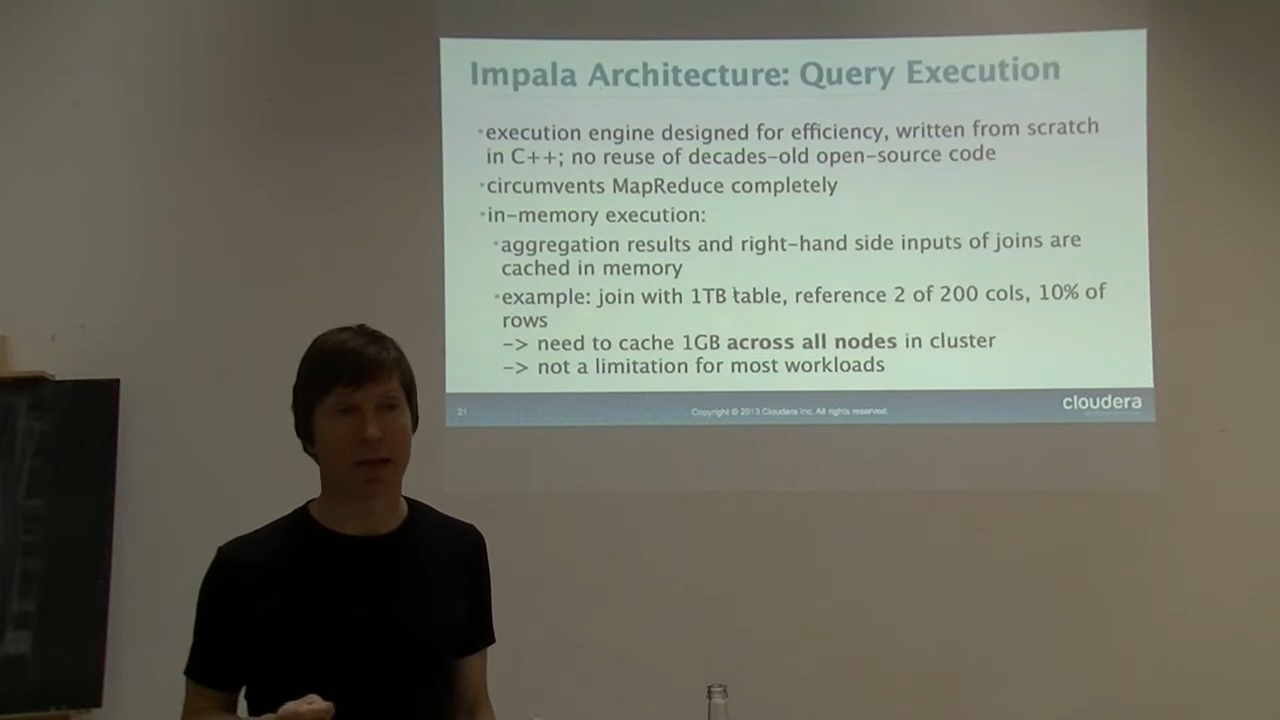 Impala Architecture: Query Execution
•execution engine designed for efficiency, written from scratch
in C++; no reuse of decades-old open-source code
•circumvents MapReduce completely
•in-memory execution:
•aggregation results and right-hand side inputs of joins are
cached in memory
•example: join with 1TB table, reference 2 of 200 cols, 10% of
rows
-> need to cache 1GB across all nodes in cluster
-> not a limitation for most workloads
21
Copyright © 2013 Cloudera Inc. All rights reserved.
cloudera